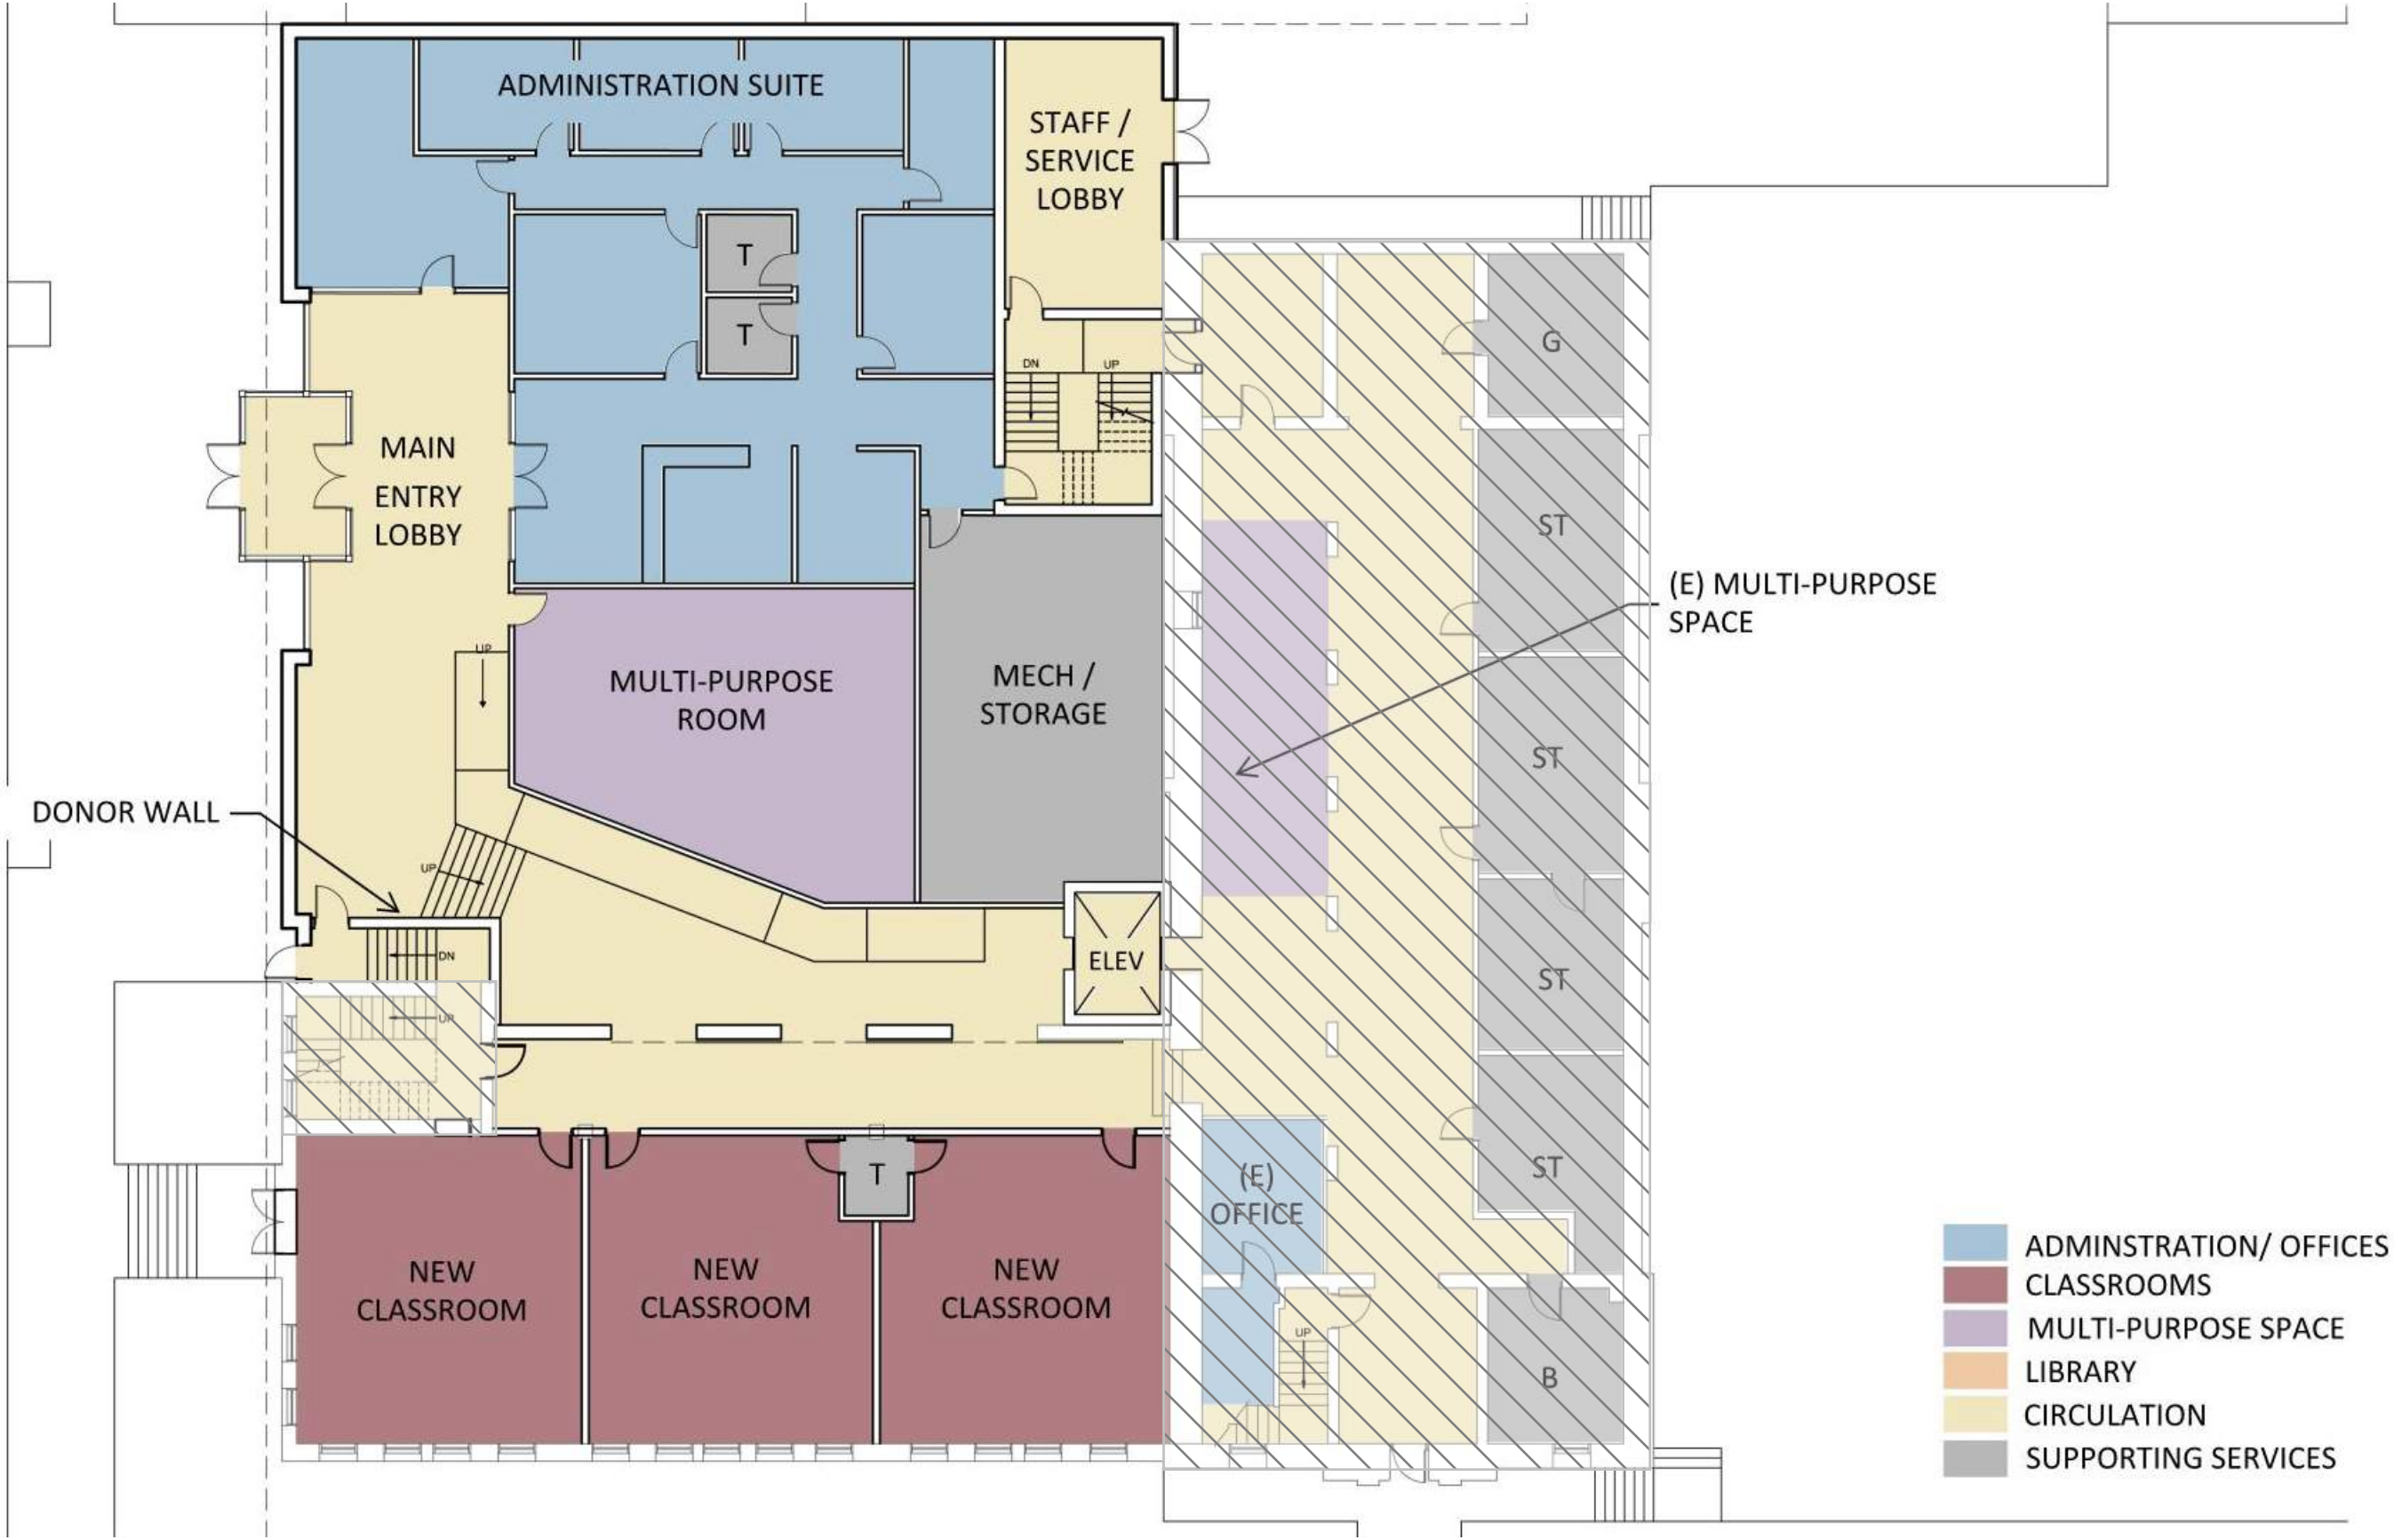 ADMINISTRATION SUITE
STAFF /
SERVICE
LOBBY
T
T
G
DN
UP
MAIN
ENTRY
LOBBY
ST
(E) MULTI-PURPOSE
SPACE
UP
MULTI-PURPOSE
ROOM
MECH /
STORAGE
ST
DONOR WALL
UP
DN
ELEV
ST
UP
T
(E)
OFFICE
ST
NEW
CLASSROOM
NEW
CLASSROOM
NEW
CLASSROOM
UP
B
ADMINSTRATION/ OFFICES
CLASSROOMS
MULTI-PURPOSE SPACE
LIBRARY
CIRCULATION
SUPPORTING SERVICES